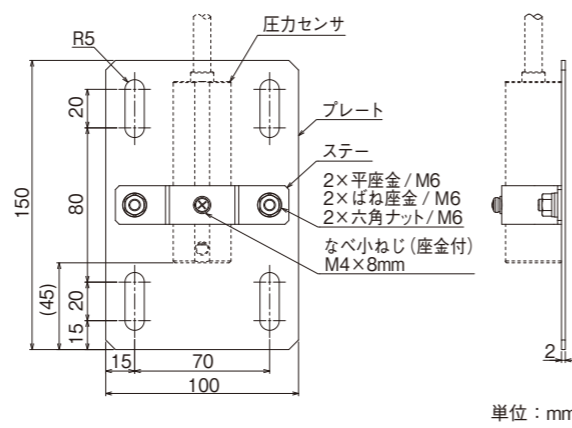 R5
圧力センサ
プレート
ステー
2×平座金/M6
2×ばね座金/M6
2×六角ナット/M6
なべ小ねじ(座金付)
M4×8mm
20
80
150
(45)
20
15
15
70
100
2
単位:mm